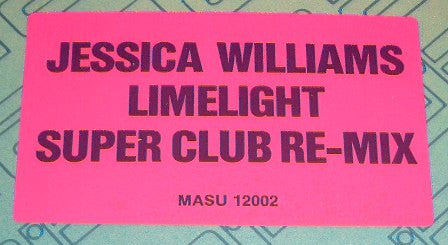 JESSICA WILLIAMS
LIMELIGHT
SUPER CLUB RE-MIX
MASU 12002